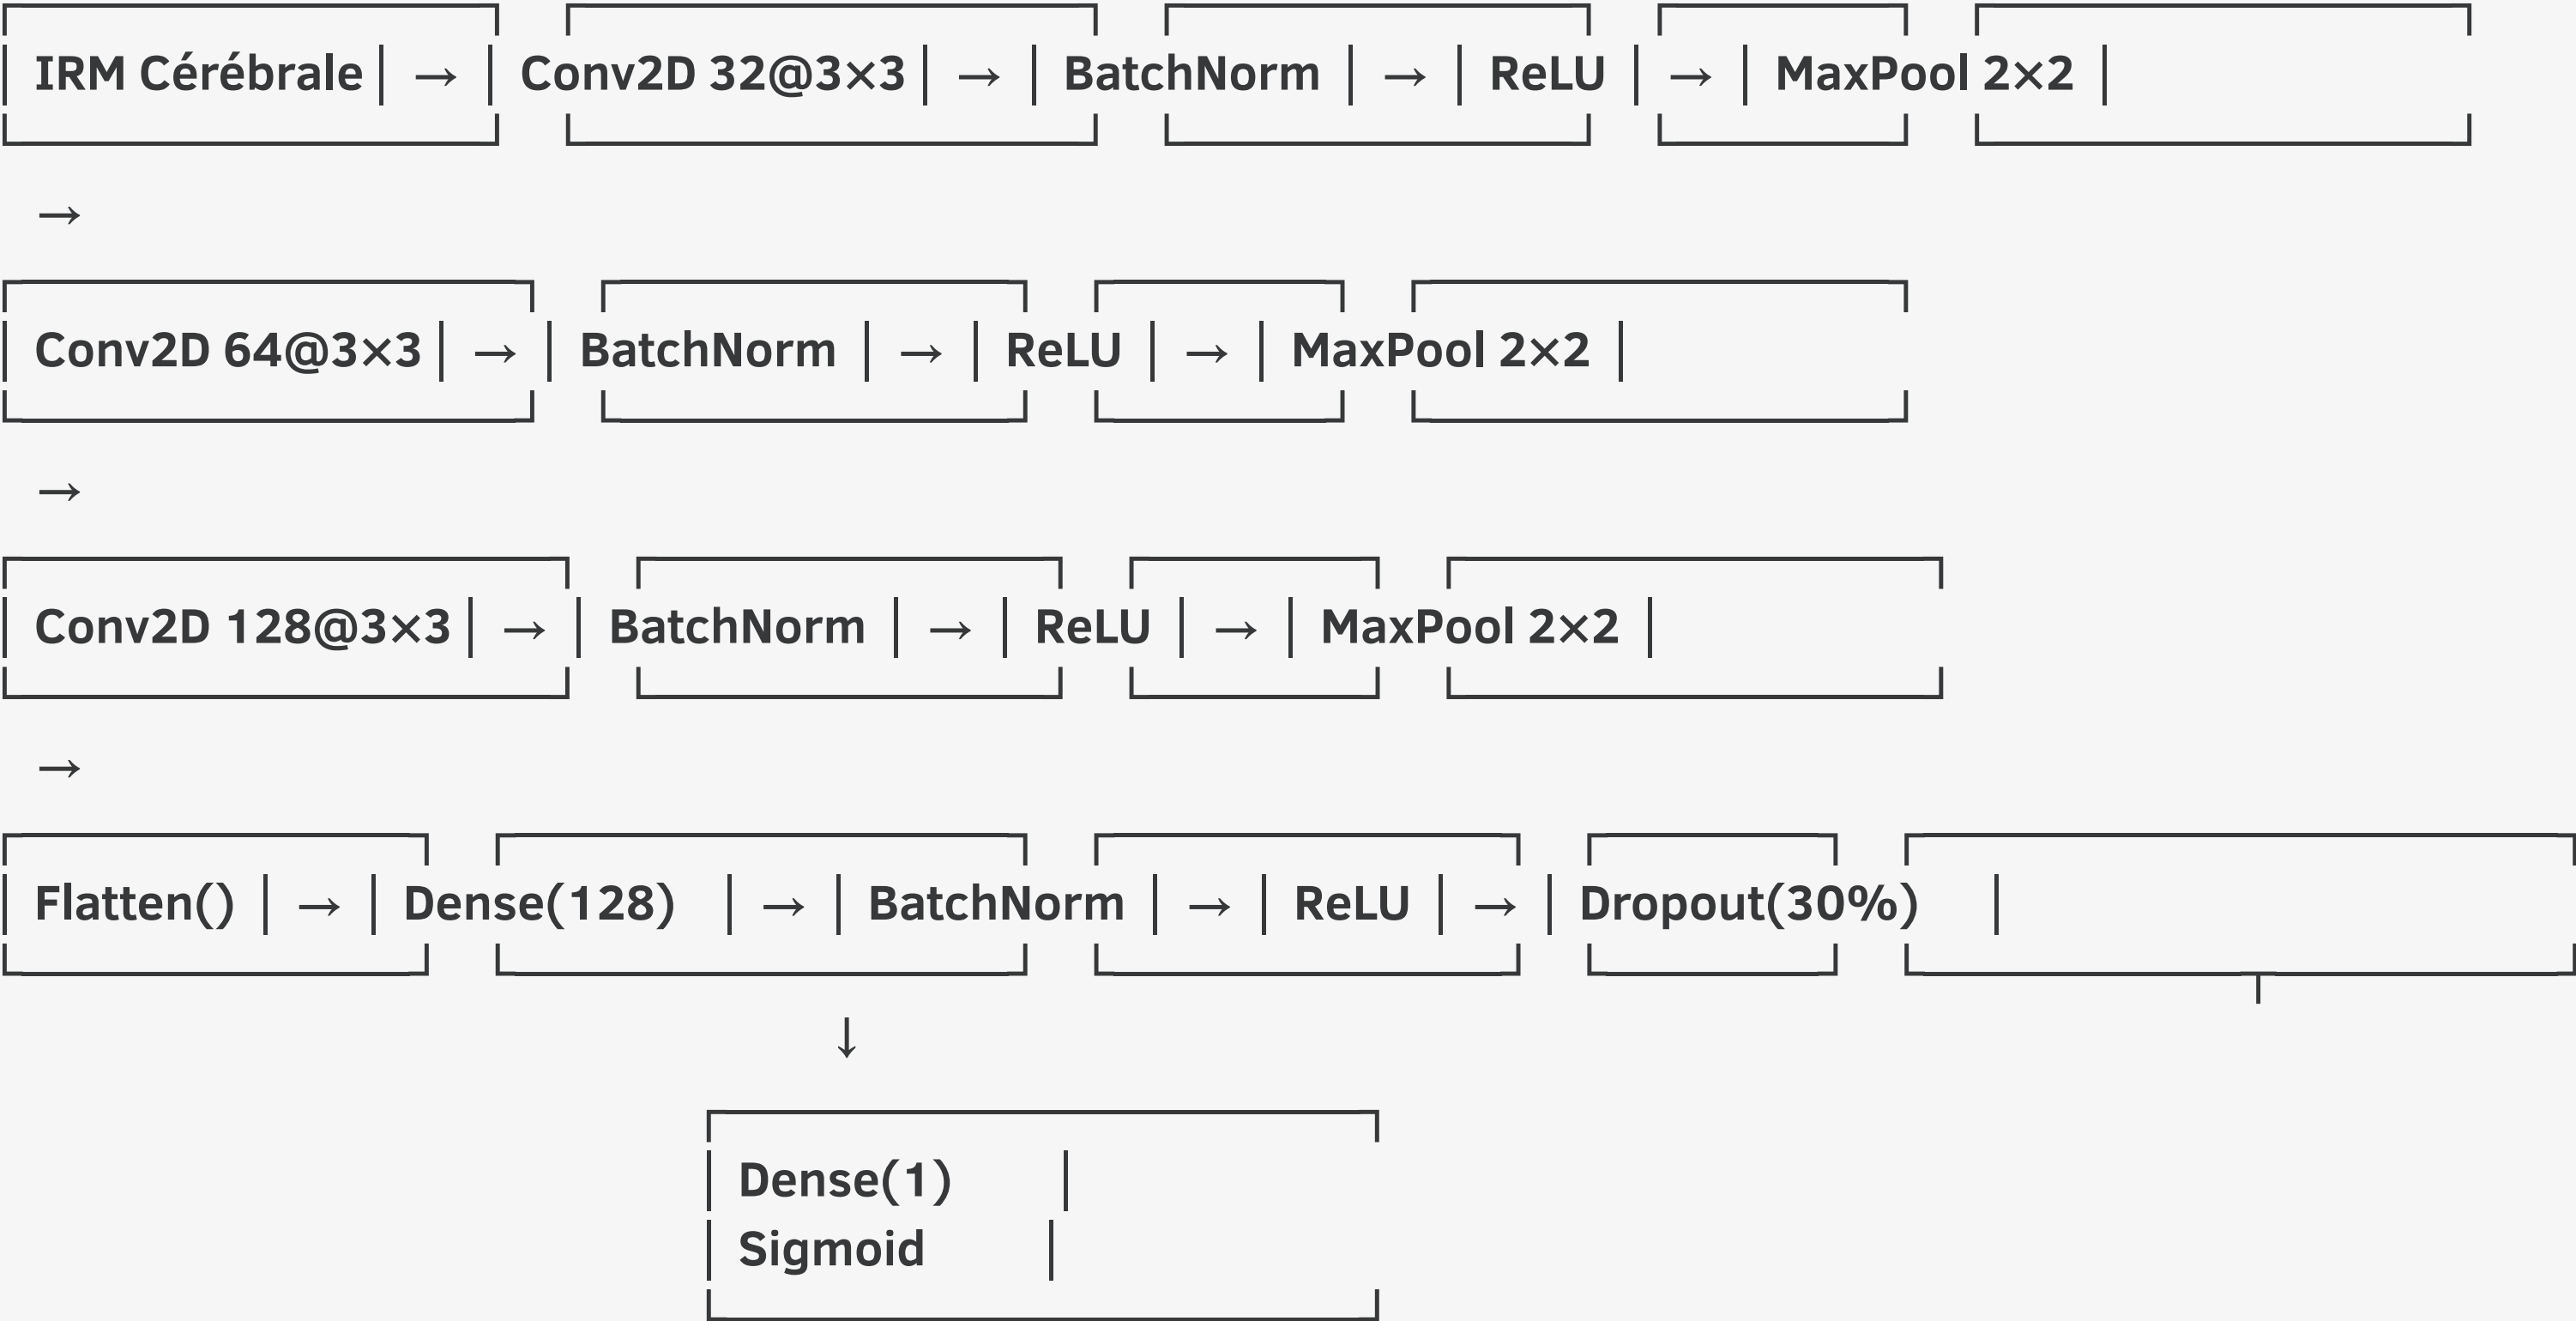 IRM Cérébrale → Conv2D 32@3×3 → BatchNorm → ReLU → MaxPool 2×2
→
Conv2D 64@3×3 → BatchNorm → ReLU → MaxPool 2×2
→
Conv2D 128@3×3 → BatchNorm → ReLU → MaxPool 2×2
→
Flatten() → Dense(128) → BatchNorm → ReLU → Dropout(30%)
↓
Dense(1)
Sigmoid